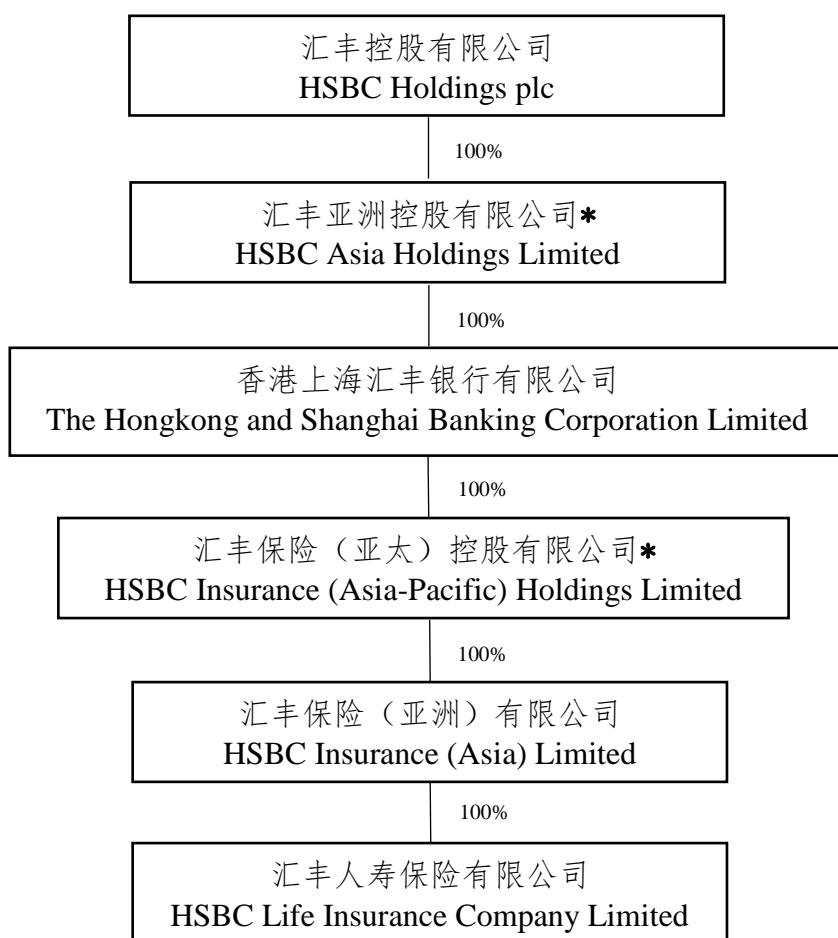 汇丰控股有限公司
HSBC Holdings plc
100%
汇丰亚洲控股有限公司*
HSBC Asia Holdings Limited
100%
香港上海汇丰银行有限公司
The Hongkong and Shanghai Banking Corporation Limited
100%
汇丰保险（亚太）控股有限公司*
HSBC Insurance (Asia-Pacific) Holdings Limited
100%
汇丰保险（亚洲）有限公司
HSBC Insurance (Asia) Limited
100%
汇丰人寿保险有限公司
HSBC Life Insurance Company Limited